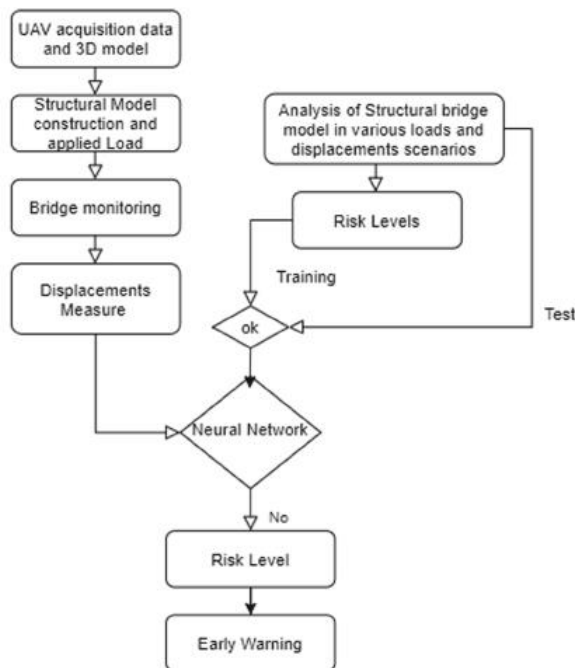 UAV acquisition data
and 3D model
Structural Model
construction and
applied Load
Bridge monitoring
Displacements
Measure
Analysis of Structural bridge
model in various loads and
displacements scenarios
Risk Levels
Training
Test
ok
Neural Network
No
Risk Level
Early Warning